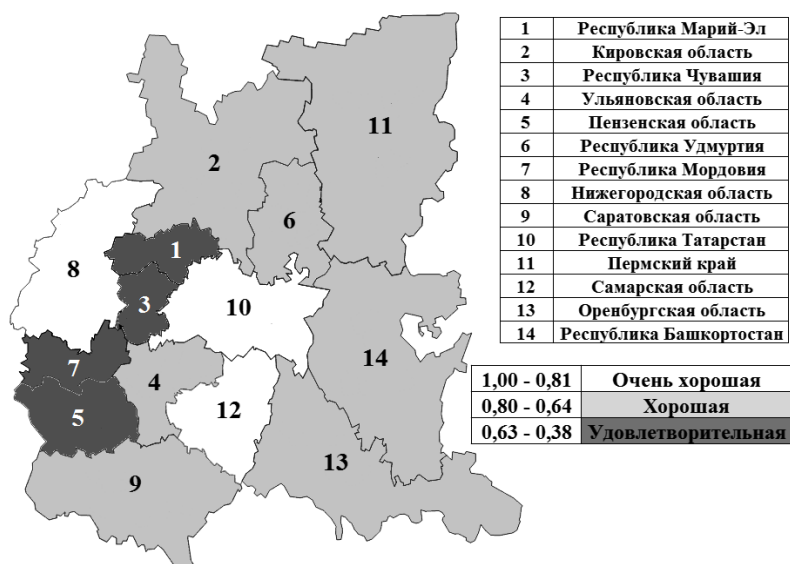 1 Республика Марий-Эл
2 Кировская область
3 Республика Чувашия
4 Ульяновская область
5 Пензенская область
6 Республика Удмуртия
7 Республика Мордовия
8 Нижегородская область
9 Саратовская область
10 Республика Татарстан
11 Пермский край
12 Самарская область
13 Оренбургская область
14 Республика Башкортостан
1,00 - 0,81 Очень хорошая
0,80 - 0,64 Хорошая
0,63 - 0,38 Удовлетворительная
11
2
6
1
8
3
10
7
4
14
5
12
13
9